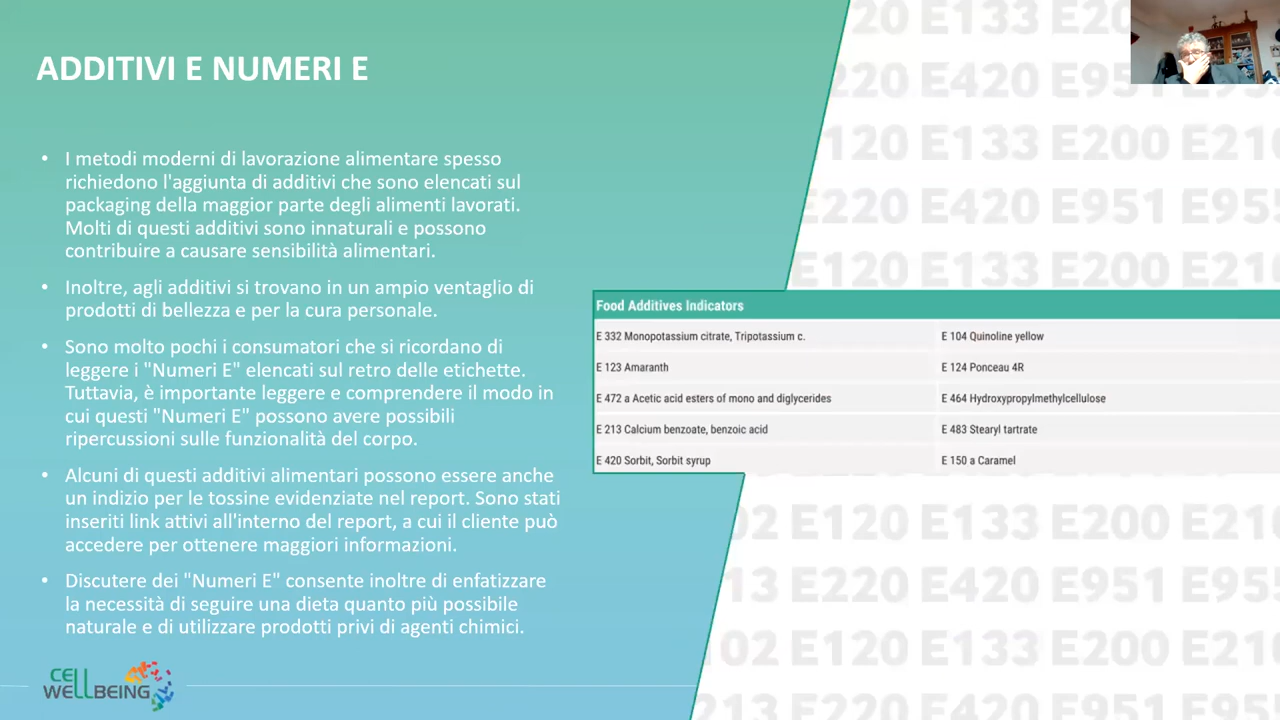 ADDITIVI E NUMERI E
• I metodi moderni di lavorazione alimentare spesso
richiedono l'aggiunta di additivi che sono elencati sul
packaging della maggior parte degli alimenti lavorati.
Molti di questi additivi sono innaturali e possono
contribuire a causare sensibilità alimentari.
• Inoltre, agli additivi si trovano in un ampio ventaglio di
prodotti di bellezza e per la cura personale.
• Sono molto pochi i consumatori che si ricordano di
leggere i "Numeri E" elencati sul retro delle etichette.
Tuttavia, è importante leggere e comprendere il modo in
cui questi "Numeri E" possono avere possibili
ripercussioni sulle funzionalità del corpo.
• Alcuni di questi additivi alimentari possono essere anche
un indizio per le tossine evidenziate nel report. Sono stati
inseriti link attivi all'interno del report, a cui il cliente può
accedere per ottenere maggiori informazioni.
• Discutere dei "Numeri E" consente inoltre di enfatizzare
la necessità di seguire una dieta quanto più possibile
naturale e di utilizzare prodotti privi di agenti chimici.
CELL
WELLBEING
20 E133 E20
220 E420 E951 E95
E120 E133 E200 E210
E220 E420 E951 E95
E120 E133 E200 E210
Food Additives Indicators
E 332 Monopotassium citrate, Tripotassium c. E 104 Quinoline yellow
E 123 Amaranth E 124 Ponceau 4R
E 472 a Acetic acid esters of mono and diglycerides E 464 Hydroxypropylmethylcellulose
E 213 Calcium benzoate, benzoic acid E 483 Stearyl tartrate
E 420 Sorbit, Sorbit syrup E 150 a Caramel
02 E120 E133 E200 E210
13 E220 E420 E951 E95
102 E120 E133 E200 E210
213 E220 E420 E951 E95